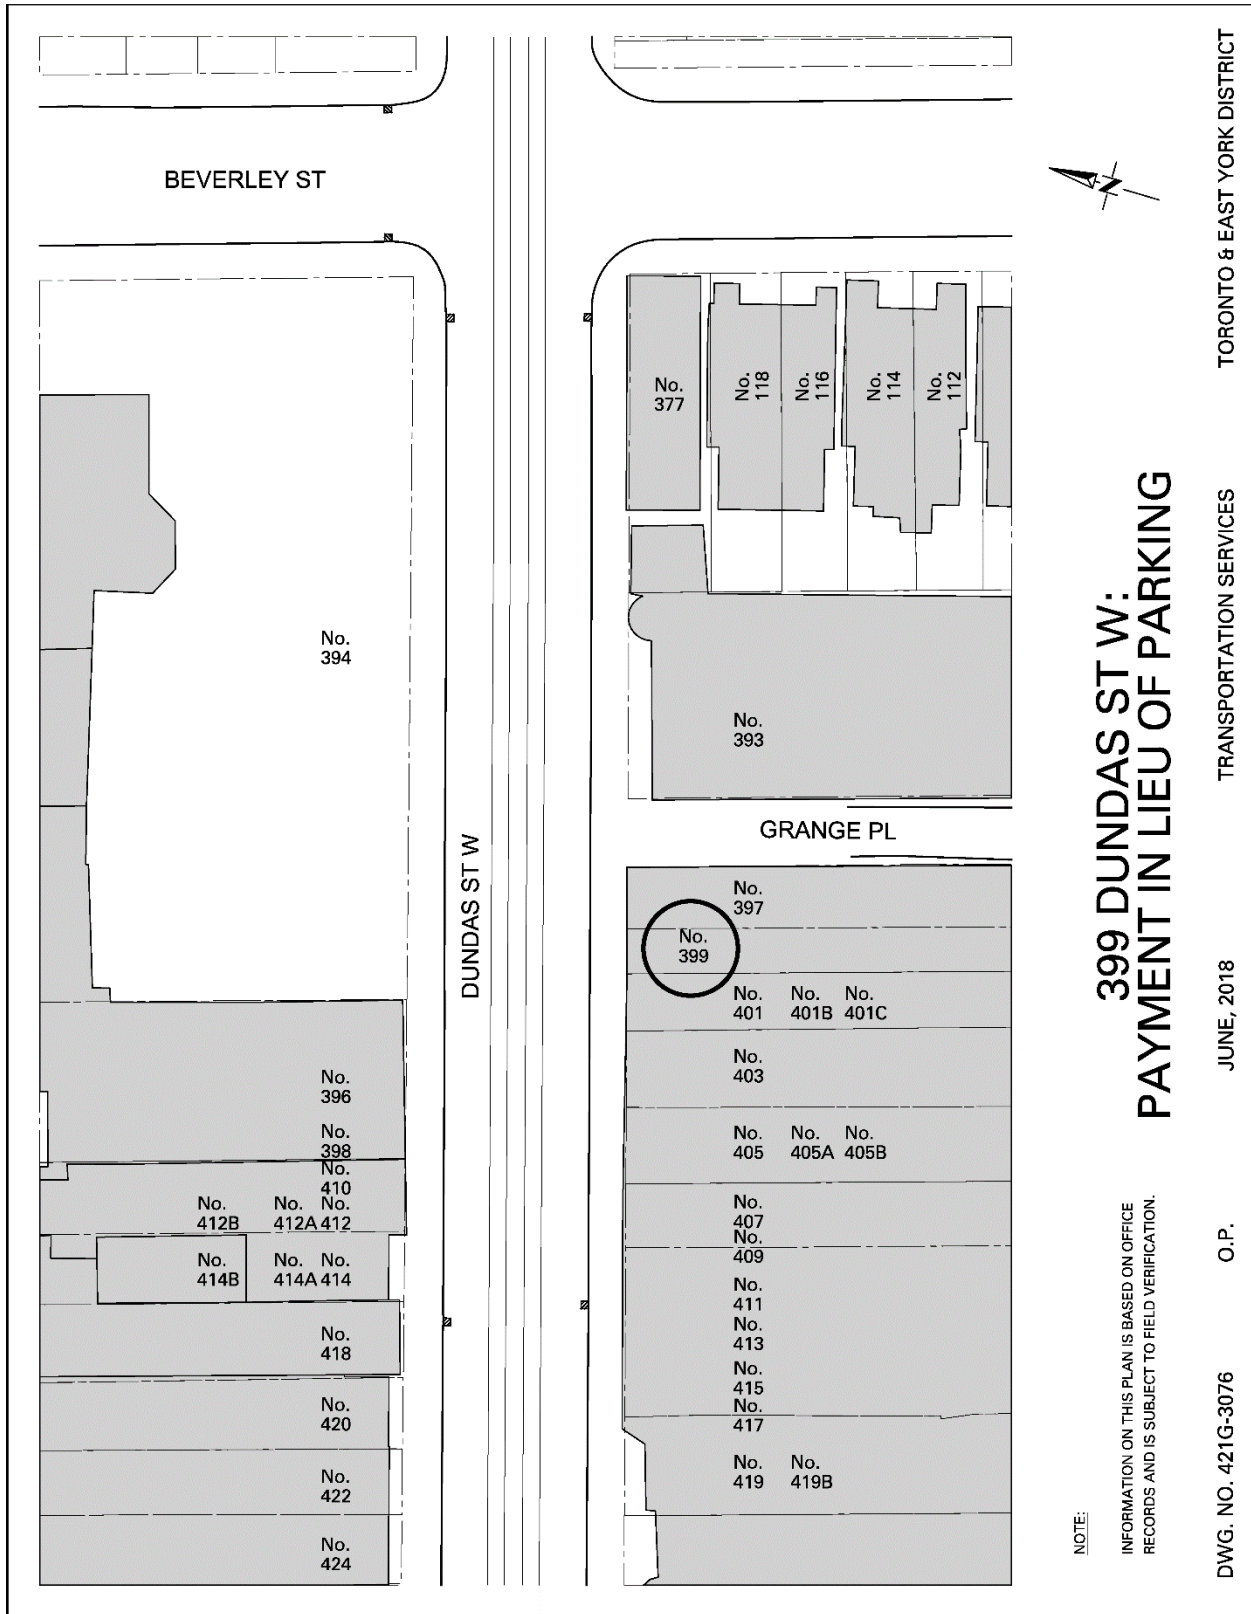 BEVERLEY ST
No.
377
No.
118
No.
116
No.
114
No.
112
No.
394
No.
393
GRANGE PL
DUNDAS ST W
No.
397
No.
399
No.
401
No.
401B
No.
401C
No.
403
No.
396
No.
398
No.
405
No.
405A
No.
405B
No.
410
No.
412B
No.
412A
No.
412
No.
407
No.
409
No.
414B
No.
414A
No.
414
No.
411
No.
413
No.
418
No.
415
No.
417
No.
420
No.
419
No.
419B
No.
422
No.
424
399 DUNDAS ST W:
PAYMENT IN LIEU OF PARKING
NOTE:
INFORMATION ON THIS PLAN IS BASED ON OFFICE
RECORDS AND IS SUBJECT TO FIELD VERIFICATION.
DWG. NO. 421G-3076
O.P.
JUNE, 2018
TRANSPORTATION SERVICES
TORONTO & EAST YORK DISTRICT